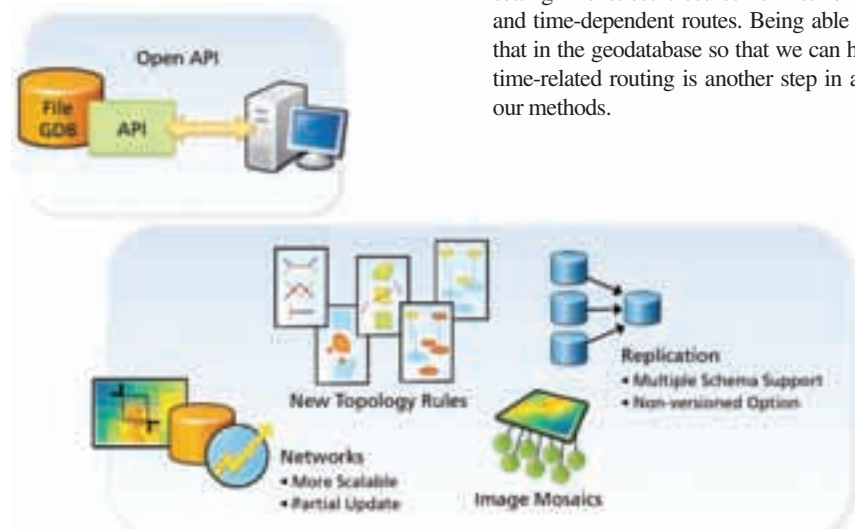 and time-dependent routes. Being able
that in the geodatabase so that we can h
time-related routing is another step in a
our methods.
Open API
File
GDB
API
New Topology Rules
Replication
• Multiple Schema Support
• Non-versioned Option
Networks
• More Scalable
• Partial Update
Image Mosaics